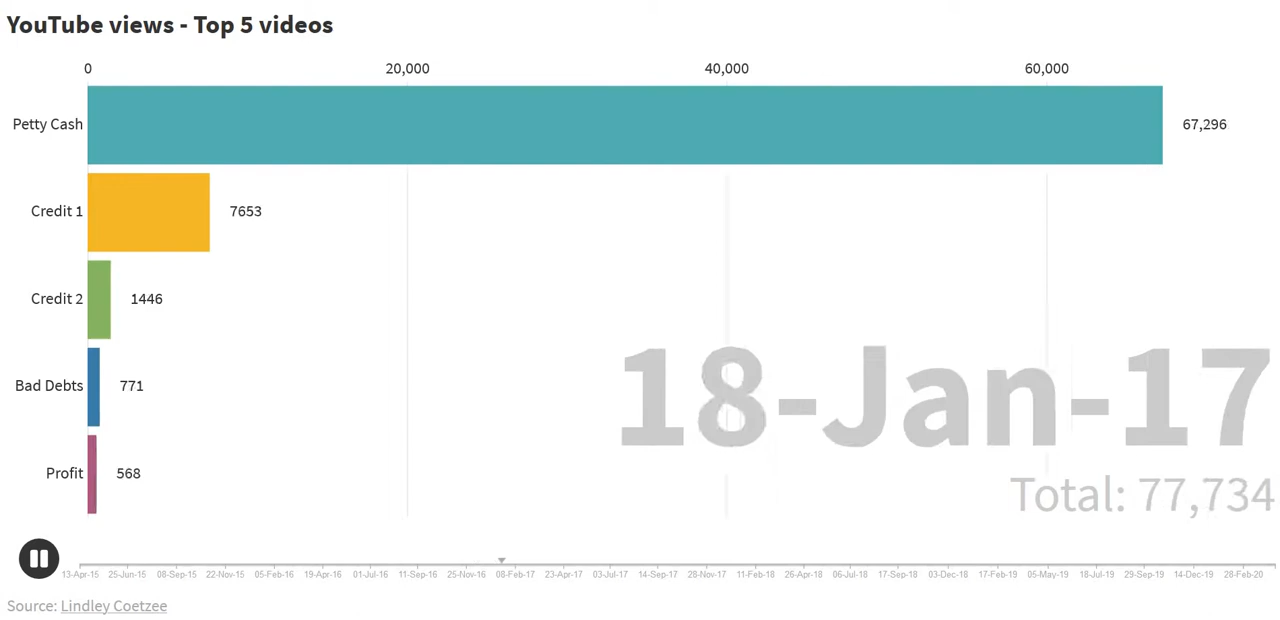 YouTube views - Top 5 videos
0 20,000 40,000 60,000
Petty Cash 67,296
Credit 1 7653
Credit 2 1446
Bad Debts 771
Profit 568
18-Jan-17
Total: 77,734
13-Apr-15 25-Jun-15 08-Sep-15 22-Nov-15 05-Feb-16 19-Apr-16 01-Jul-16 11-Sep-16 25-Nov-16 08-Feb-17 23-Apr-17 03-Jul-17 14-Sep-17 28-Nov-17 11-Feb-18 26-Apr-18 06-Jul-18 17-Sep-18 03-Dec-18 17-Feb-19 05-May-19 18-Jul-19 29-Sep-19 14-Dec-19 28-Feb-20
Source: Lindley Coetzee